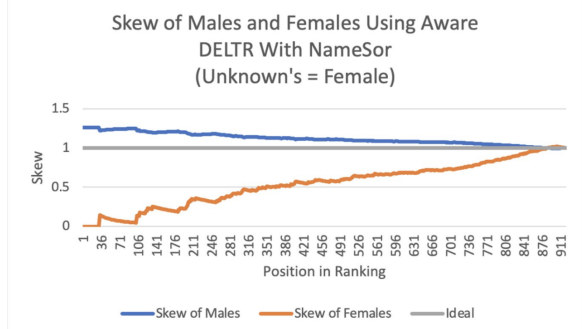 Skew of Males and Females Using Aware
DELTR With NameSor
(Unknown's = Female)
1.5
1
0.5
0
Skew
1 36 71 106 141 176 211 246 281 316 351 386 421 456 491 526 561 596 631 666 701 736 771 806 841 876 911
Position in Ranking
Skew of Males Skew of Females Ideal